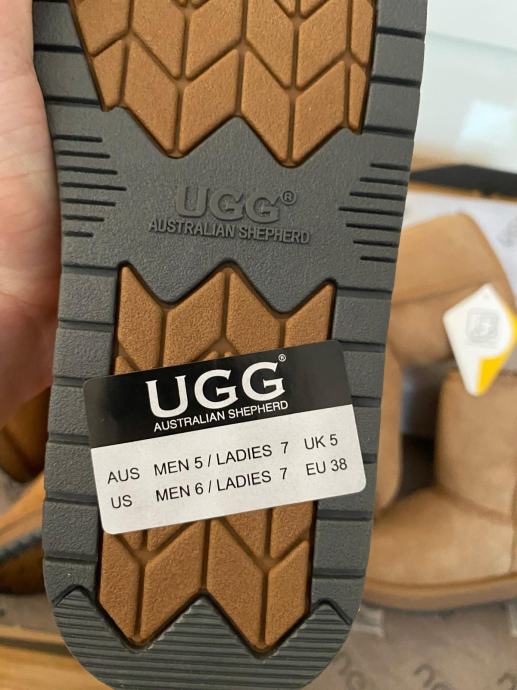 UGG®
AUSTRALIAN SHEPHERD
UGG®
AUSTRALIAN SHEPHERD
AUS MEN 5 / LADIES 7 UK 5
US MEN 6 / LADIES 7 EU 38